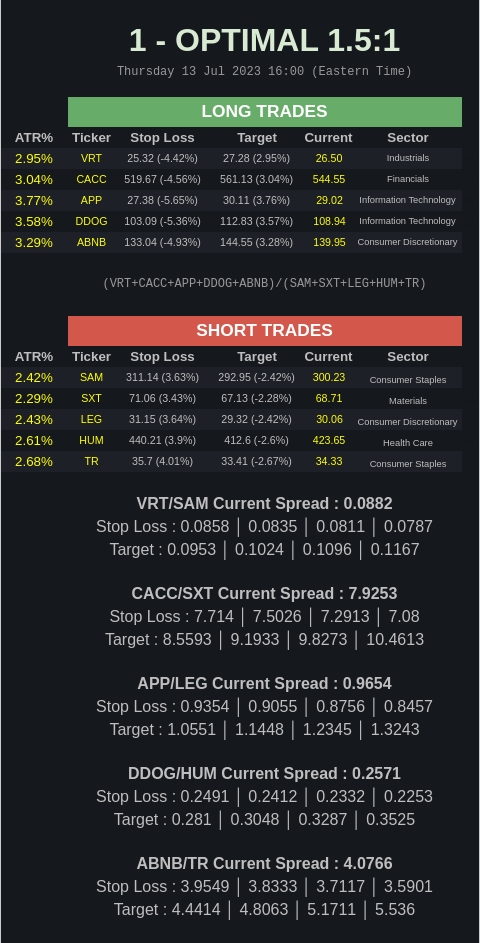 1 - OPTIMAL 1.5:1
Thursday 13 Jul 2023 16:00 (Eastern Time)
LONG TRADES
ATR% Ticker Stop Loss Target Current Sector
2.95% VRT 25.32 (-4.42%) 27.28 (2.95%) 26.50 Industrials
3.04% CACC 519.67 (-4.56%) 561.13 (3.04%) 544.55 Financials
3.77% APP 27.38 (-5.65%) 30.11 (3.76%) 29.02 Information Technology
3.58% DDOG 103.09 (-5.36%) 112.83 (3.57%) 108.94 Information Technology
3.29% ABNB 133.04 (-4.93%) 144.55 (3.28%) 139.95 Consumer Discretionary
(VRT+CACC+APP+DDOG+ABNB)/(SAM+SXT+LEG+HUM+TR)
SHORT TRADES
ATR% Ticker Stop Loss Target Current Sector
2.42% SAM 311.14 (3.63%) 292.95 (-2.42%) 300.23 Consumer Staples
2.29% SXT 71.06 (3.43%) 67.13 (-2.28%) 68.71 Materials
2.43% LEG 31.15 (3.64%) 29.32 (-2.42%) 30.06 Consumer Discretionary
2.61% HUM 440.21 (3.9%) 412.6 (-2.6%) 423.65 Health Care
2.68% TR 35.7 (4.01%) 33.41 (-2.67%) 34.33 Consumer Staples
VRT/SAM Current Spread : 0.0882
Stop Loss : 0.0858 │ 0.0835 │ 0.0811 │ 0.0787
Target : 0.0953 │ 0.1024 │ 0.1096 │ 0.1167
CACC/SXT Current Spread : 7.9253
Stop Loss : 7.714 │ 7.5026 │ 7.2913 │ 7.08
Target : 8.5593 │ 9.1933 │ 9.8273 │ 10.4613
APP/LEG Current Spread : 0.9654
Stop Loss : 0.9354 │ 0.9055 │ 0.8756 │ 0.8457
Target : 1.0551 │ 1.1448 │ 1.2345 │ 1.3243
DDOG/HUM Current Spread : 0.2571
Stop Loss : 0.2491 │ 0.2412 │ 0.2332 │ 0.2253
Target : 0.281 │ 0.3048 │ 0.3287 │ 0.3525
ABNB/TR Current Spread : 4.0766
Stop Loss : 3.9549 │ 3.8333 │ 3.7117 │ 3.5901
Target : 4.4414 │ 4.8063 │ 5.1711 │ 5.536